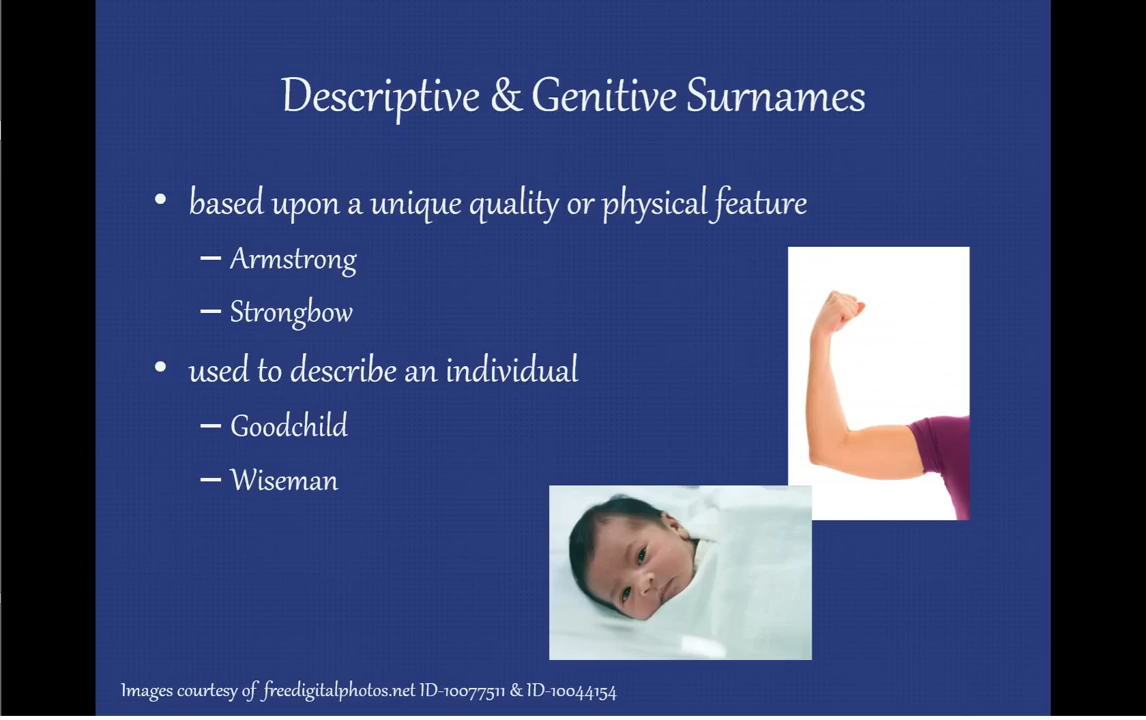 Descriptive & Genitive Surnames
• based upon a unique quality or physical feature
– Armstrong
– Strongbow
• used to describe an individual
– Goodchild
– Wiseman
Images courtesy of freedigitalphotos.net ID-10077511 & ID-10044154